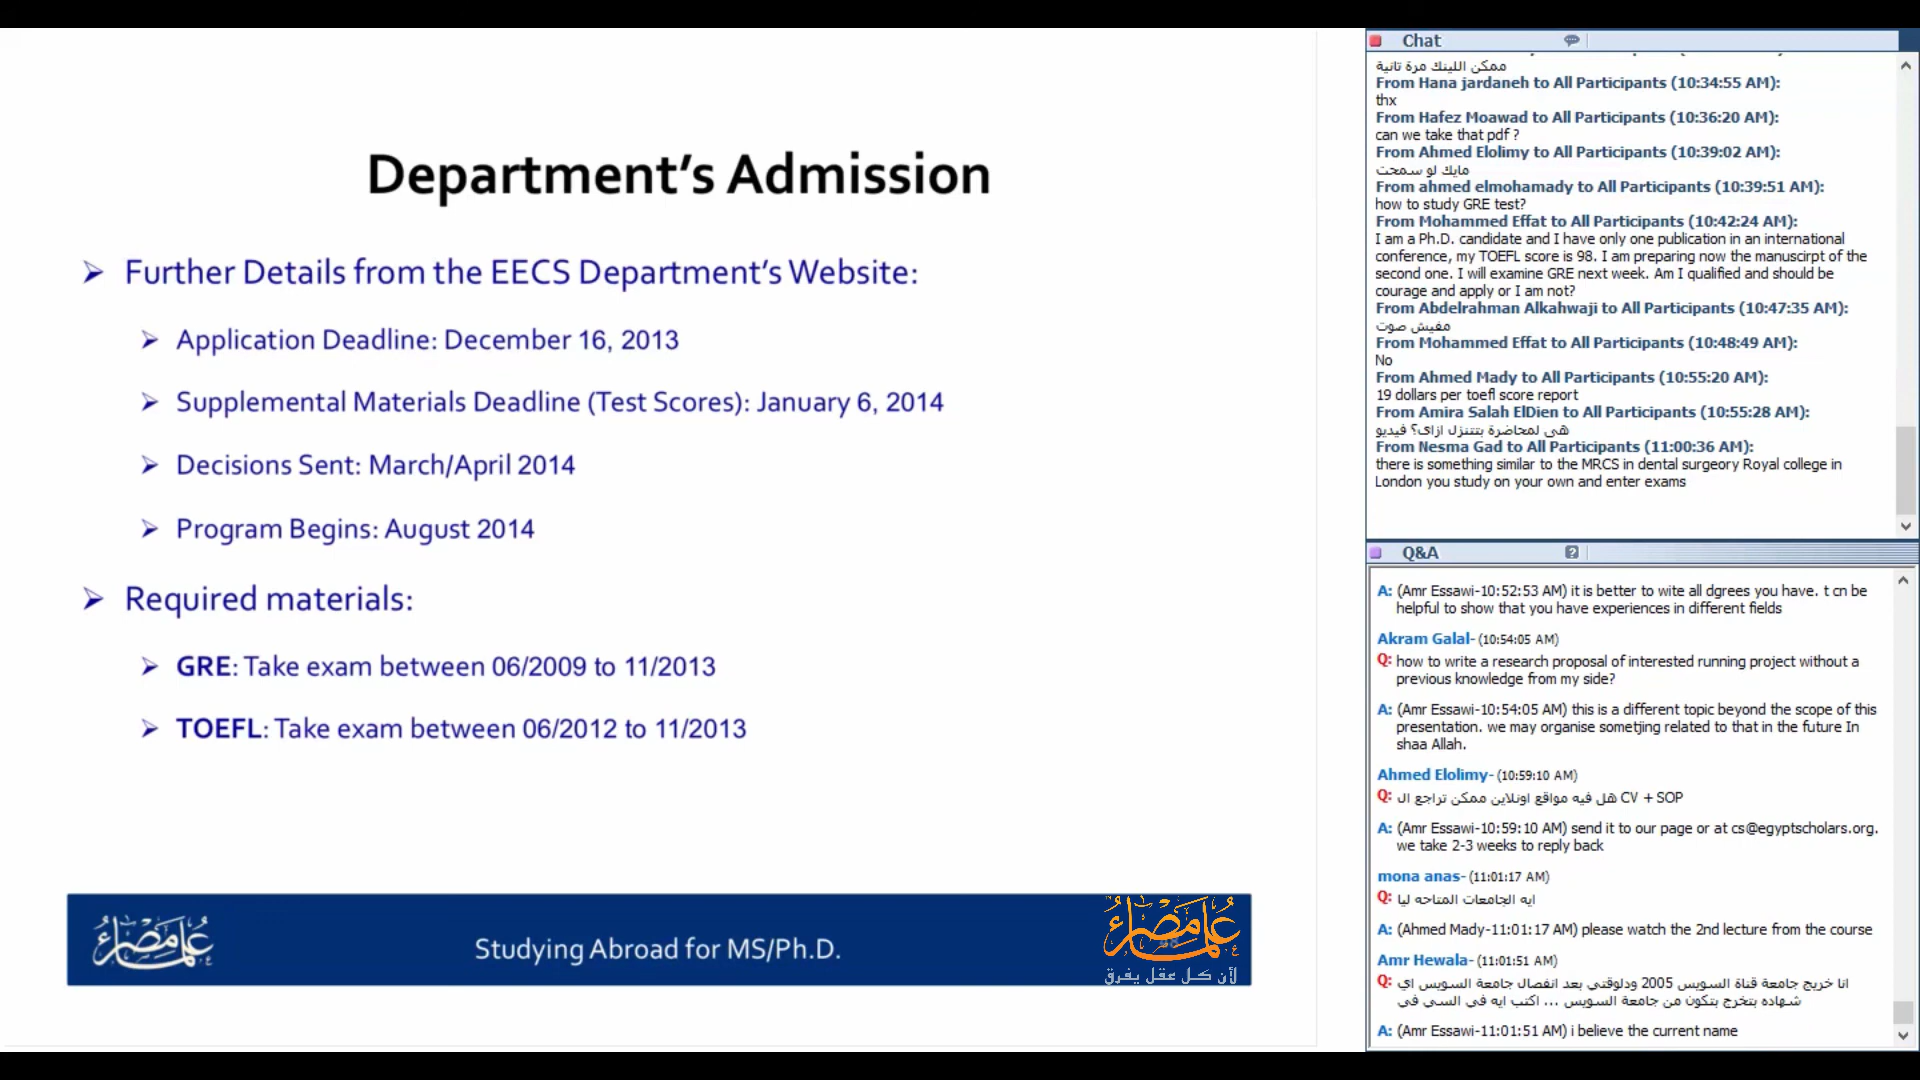 Department's Admission
Further Details from the EECS Department's Website:
Application Deadline: December 16, 2013
Supplemental Materials Deadline (Test Scores): January 6, 2014
Decisions Sent: March/April 2014
Program Begins: August 2014
Required materials:
GRE: Take exam between 06/2009 to 11/2013
TOEFL: Take exam between 06/2012 to 11/2013
علماء مصر
Studying Abroad for MS/Ph.D.
علماء مصر
لأن كل عقل يفرق
Chat
ممكن اللينك مرة تانية
From Hana jardaneh to All Participants (10:34:55 AM):
thx
From Hafez Moawad to All Participants (10:36:20 AM):
can we take that pdf ?
From Ahmed Elolimy to All Participants (10:39:02 AM):
مايك لو سمحت
From ahmed elmohamady to All Participants (10:39:51 AM):
how to study GRE test?
From Mohammed Effat to All Participants (10:42:24 AM):
I am a Ph.D. candidate and I have only one publication in an international
conference, my TOEFL score is 98. I am preparing now the manuscirpt of the
second one. I will examine GRE next week. Am I qualified and should be
courage and apply or I am not?
From Abdelrahman Alkahwaji to All Participants (10:47:35 AM):
مفيش صوت
From Mohammed Effat to All Participants (10:48:49 AM):
No
From Ahmed Mady to All Participants (10:55:20 AM):
19 dollars per toefl score report
From Amira Salah ElDien to All Participants (10:55:28 AM):
هى لمحاضرة بتتنزل ازاى؟ فيديو
From Nesma Gad to All Participants (11:00:36 AM):
there is something similar to the MRCS in dental surgeory Royal college in
London you study on your own and enter exams
Q&A
A: (Amr Essawi-10:52:53 AM) it is better to wite all dgrees you have. t cn be
helpful to show that you have experiences in different fields
Akram Galal- (10:54:05 AM)
Q: how to write a research proposal of interested running project without a
previous knowledge from my side?
A: (Amr Essawi-10:54:05 AM) this is a different topic beyond the scope of this
presentation. we may organise sometjing related to that in the future In
shaa Allah.
Ahmed Elolimy- (10:59:10 AM)
Q: هل فيه مواقع اونلاين ممكن تراجع ال CV + SOP
A: (Amr Essawi-10:59:10 AM) send it to our page or at cs@egyptscholars.org.
we take 2-3 weeks to reply back
mona anas- (11:01:17 AM)
Q: ايه الجامعات المتاحه ليا
A: (Ahmed Mady-11:01:17 AM) please watch the 2nd lecture from the course
Amr Hewala- (11:01:51 AM)
Q: انا خريج جامعة قناة السويس 2005 ودلوقتي بعد انفصال جامعة السويس اي
شهاده بتخرج بتكون من جامعة السويس ... اكتب ايه في السي في
A: (Amr Essawi-11:01:51 AM) i believe the current name